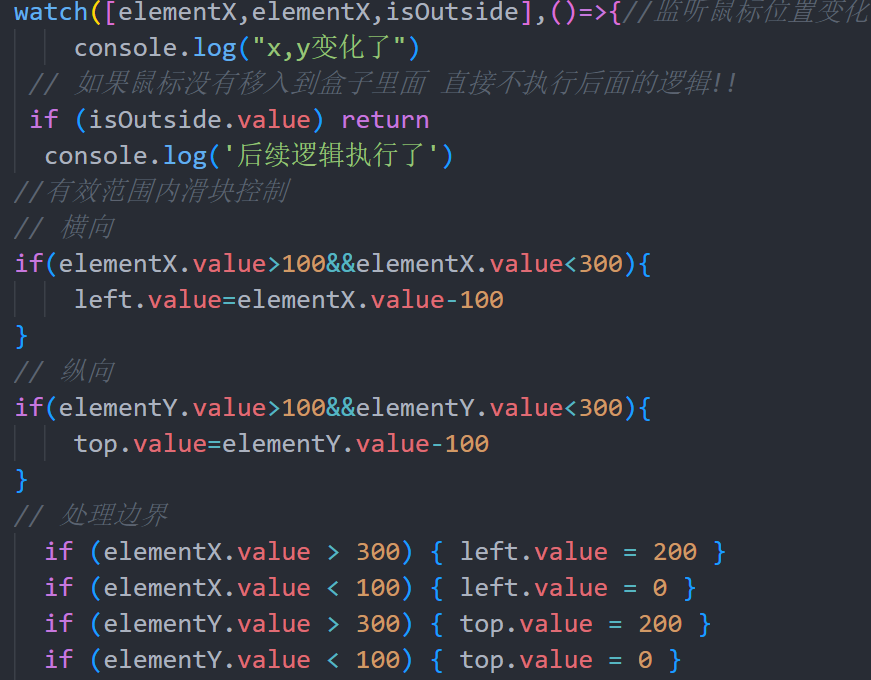 watch([elementX,elementX,isOutside],()=>{//监听鼠标位置变化
console.log("x,y变化了")
// 如果鼠标没有移入到盒子里面 直接不执行后面的逻辑!!
if (isOutside.value) return
console.log('后续逻辑执行了')
//有效范围内滑块控制
// 横向
if(elementX.value>100&&elementX.value<300){
left.value=elementX.value-100
}
// 纵向
if(elementY.value>100&&elementY.value<300){
top.value=elementY.value-100
}
// 处理边界
if (elementX.value > 300) { left.value = 200 }
if (elementX.value < 100) { left.value = 0 }
if (elementY.value > 300) { top.value = 200 }
if (elementY.value < 100) { top.value = 0 }